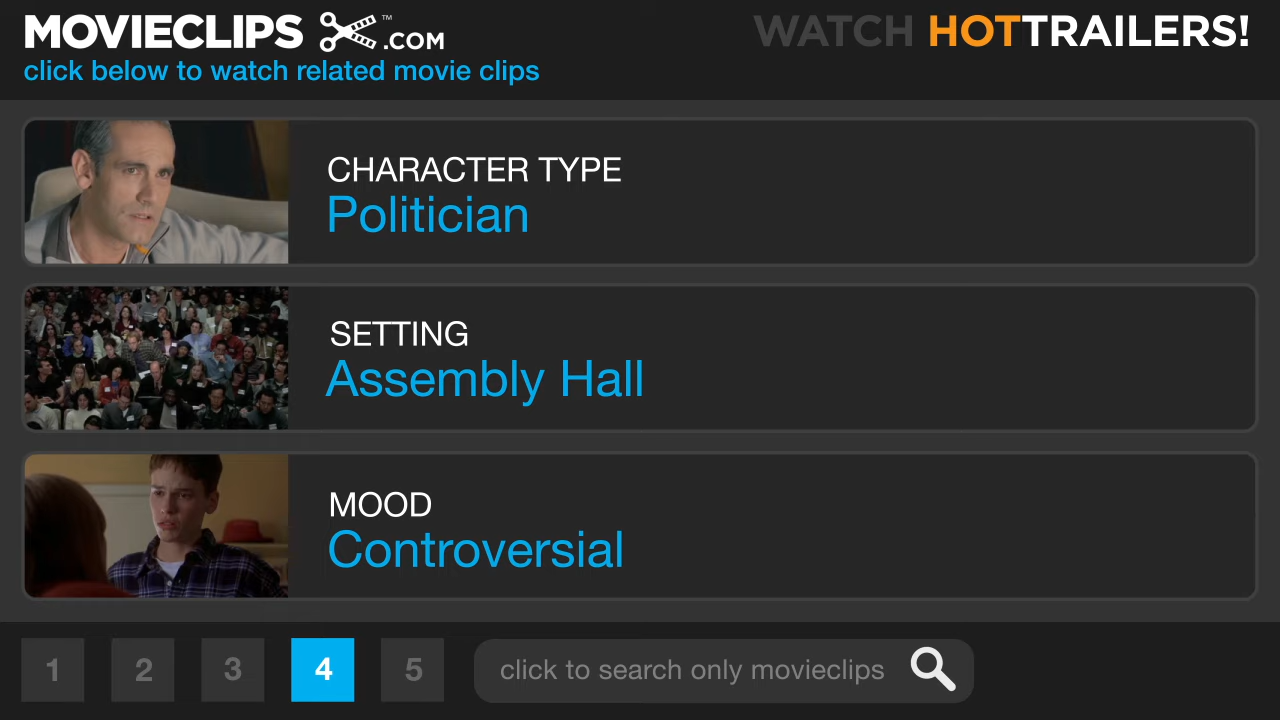 MOVIECLIPS ™ .COM
WATCH HOTTRAILERS!
click below to watch related movie clips
CHARACTER TYPE
Politician
SETTING
Assembly Hall
MOOD
Controversial
1 2 3 4 5 click to search only movieclips